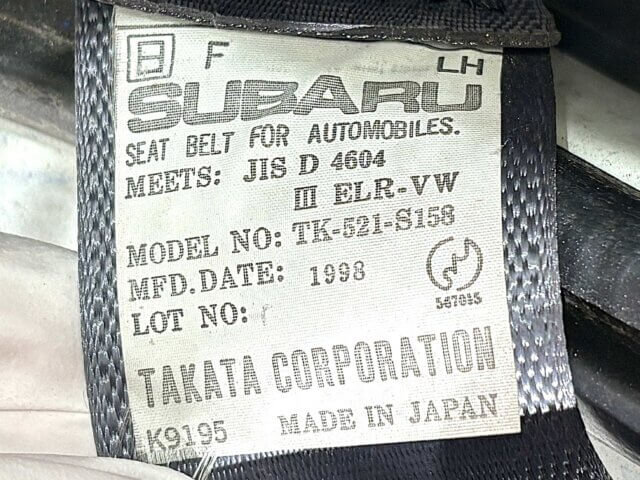 日 F LH
SUBARU
SEAT BELT FOR AUTOMOBILES.
MEETS: JIS D 4604
III ELR-VW
MODEL NO: TK-521-S158
MFD. DATE: 1998
LOT NO:
TAKATA CORPORATION
K9195 MADE IN JAPAN